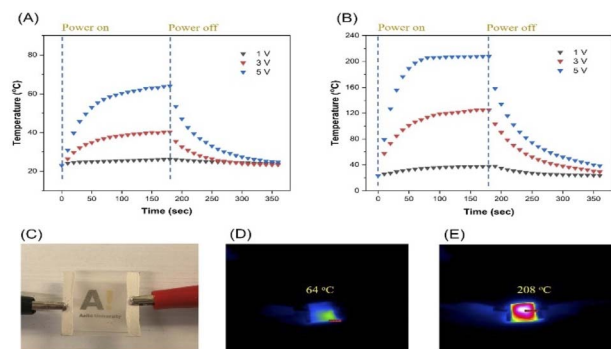 (A)
Power on
Power off
1 V
3 V
5 V
Temperature (°C)
80
60
40
20
0
50
100
150
200
250
300
350
Time (sec)
(B)
Power on
Power off
1 V
3 V
5 V
Temperature (°C)
240
200
160
120
80
40
0
0
50
100
150
200
250
300
350
Time (sec)
(C)
(D)
64 °C
(E)
208 °C